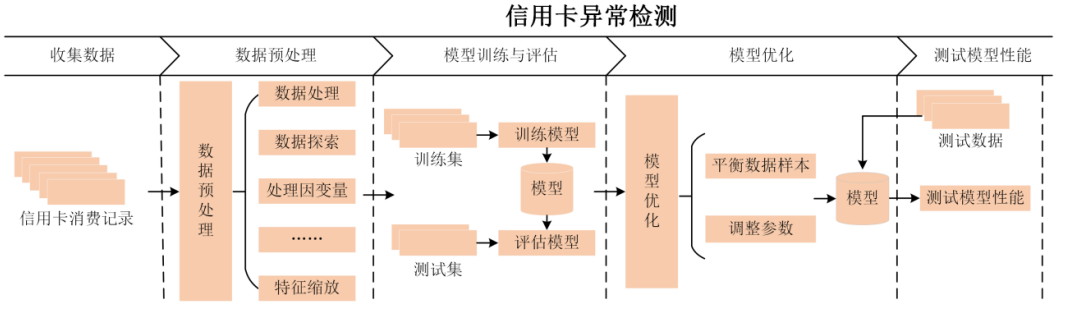 信用卡异常检测
收集数据
数据预处理
模型训练与评估
模型优化
测试模型性能
信用卡消费记录
数据预处理
数据处理
数据探索
处理因变量
……
特征缩放
训练集
训练模型
模型
测试集
评估模型
模型优化
平衡数据样本
调整参数
测试数据
模型
测试模型性能